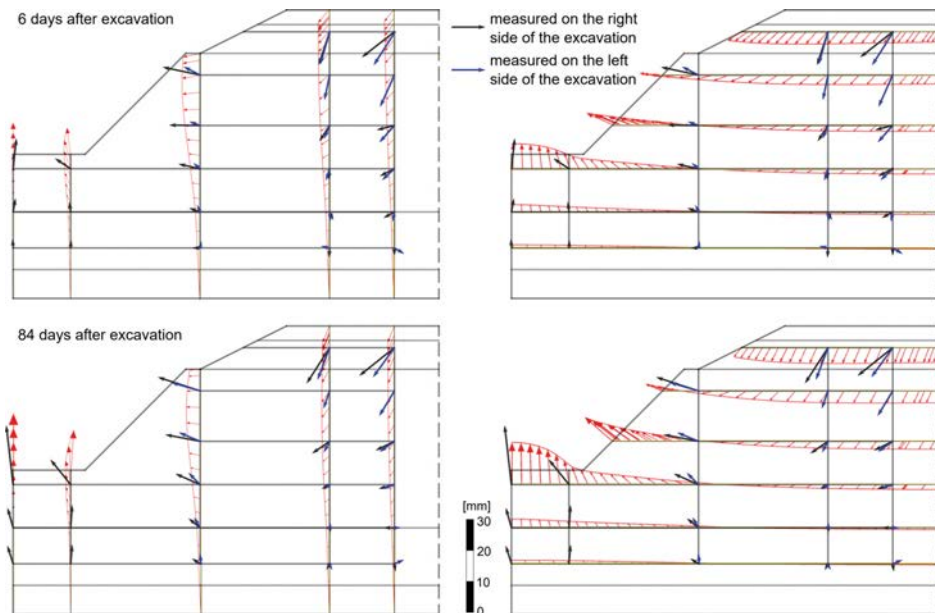 6 days after excavation
measured on the right
side of the excavation
measured on the left
side of the excavation
84 days after excavation
[mm]
30
20
10
0